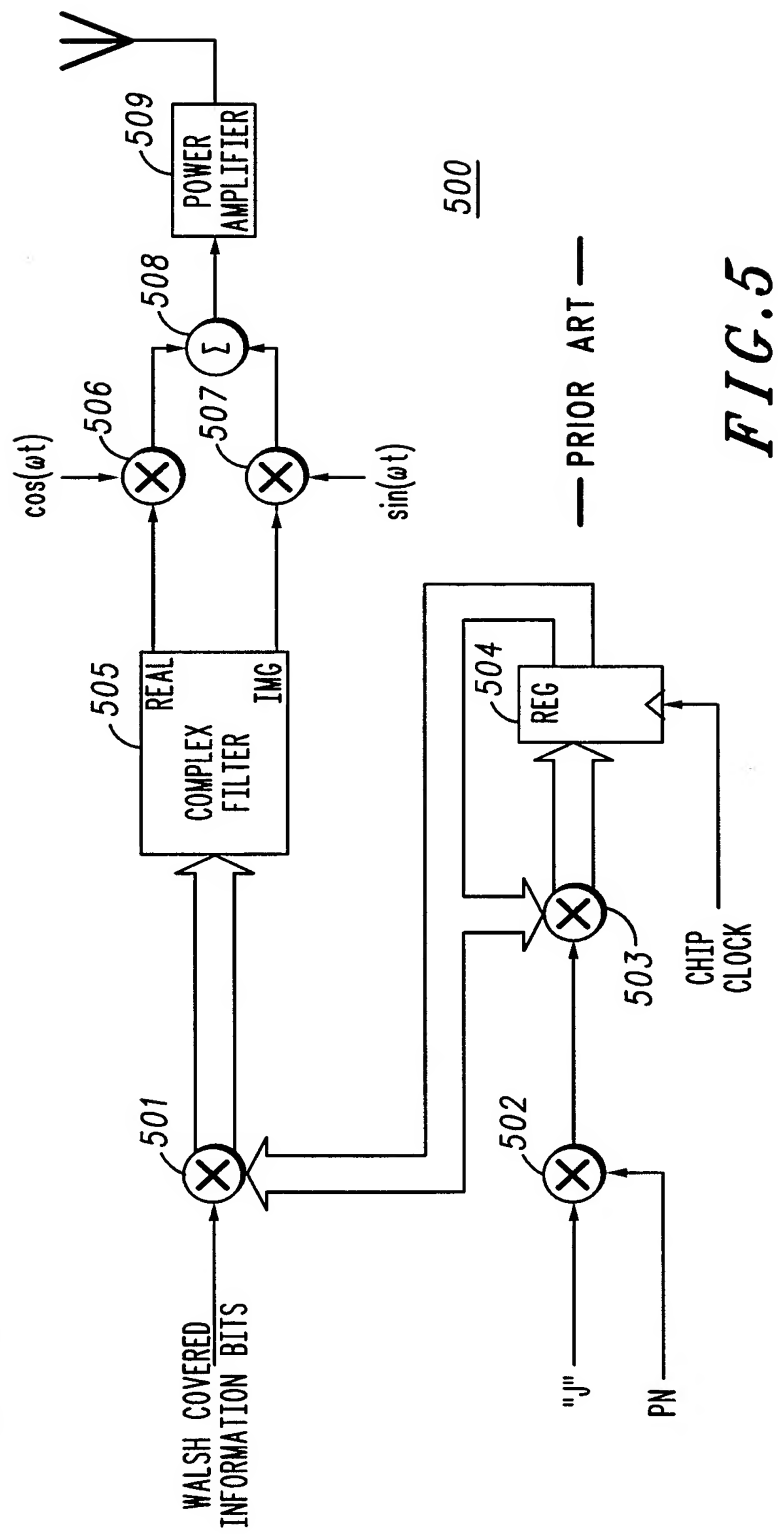 WALSH COVERED
INFORMATION BITS
501
COMPLEX
FILTER
REAL
IMG
505
cos(ωt)
506
507
sin(ωt)
508
Σ
509
POWER
AMPLIFIER
"J"
PN
502
503
504
REG
CHIP
CLOCK
500
PRIOR ART
FIG.5